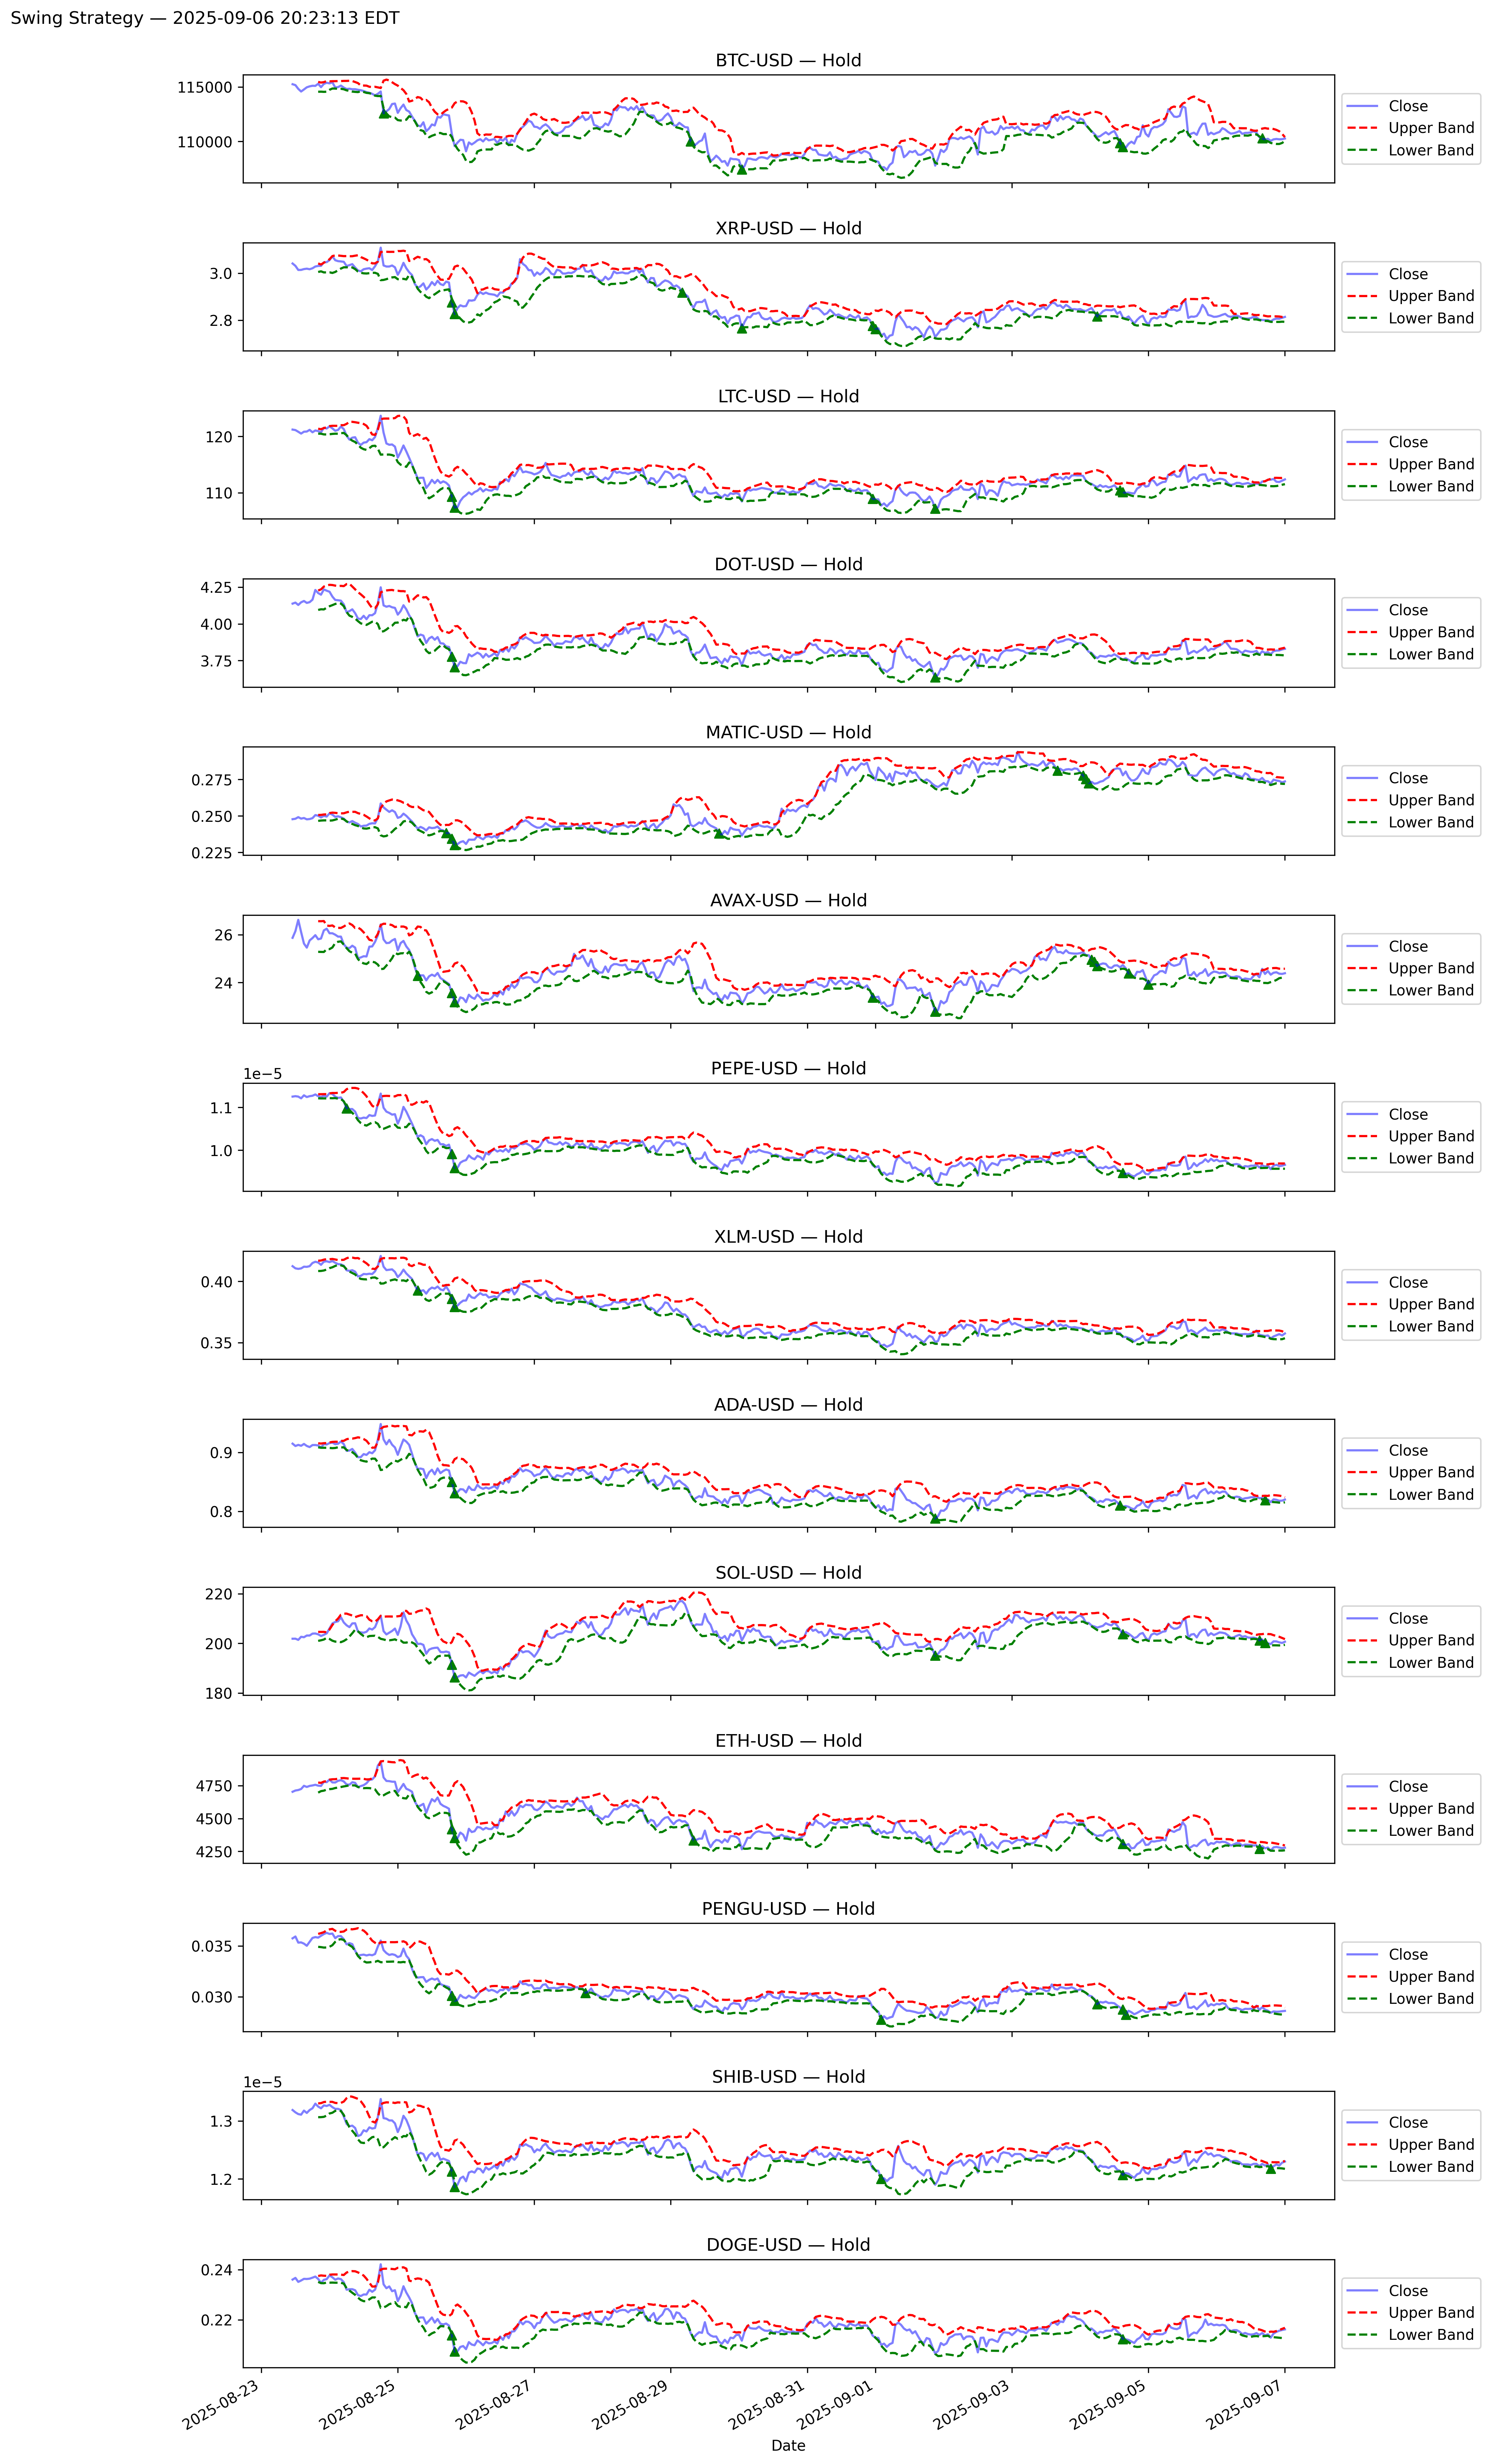 Swing Strategy — 2025-09-06 20:23:13 EDT
BTC-USD — Hold
115000
110000
Close
Upper Band
Lower Band
XRP-USD — Hold
3.0
2.8
Close
Upper Band
Lower Band
LTC-USD — Hold
120
110
Close
Upper Band
Lower Band
DOT-USD — Hold
4.25
4.00
3.75
Close
Upper Band
Lower Band
MATIC-USD — Hold
0.275
0.250
0.225
Close
Upper Band
Lower Band
AVAX-USD — Hold
26
24
Close
Upper Band
Lower Band
PEPE-USD — Hold
1e−5
1.1
1.0
Close
Upper Band
Lower Band
XLM-USD — Hold
0.40
0.35
Close
Upper Band
Lower Band
ADA-USD — Hold
0.9
0.8
Close
Upper Band
Lower Band
SOL-USD — Hold
220
200
180
Close
Upper Band
Lower Band
ETH-USD — Hold
4750
4500
4250
Close
Upper Band
Lower Band
PENGU-USD — Hold
0.035
0.030
Close
Upper Band
Lower Band
SHIB-USD — Hold
1e−5
1.3
1.2
Close
Upper Band
Lower Band
DOGE-USD — Hold
0.24
0.22
Close
Upper Band
Lower Band
2025-08-23
2025-08-25
2025-08-27
2025-08-29
2025-08-31
2025-09-01
2025-09-03
2025-09-05
2025-09-07
Date